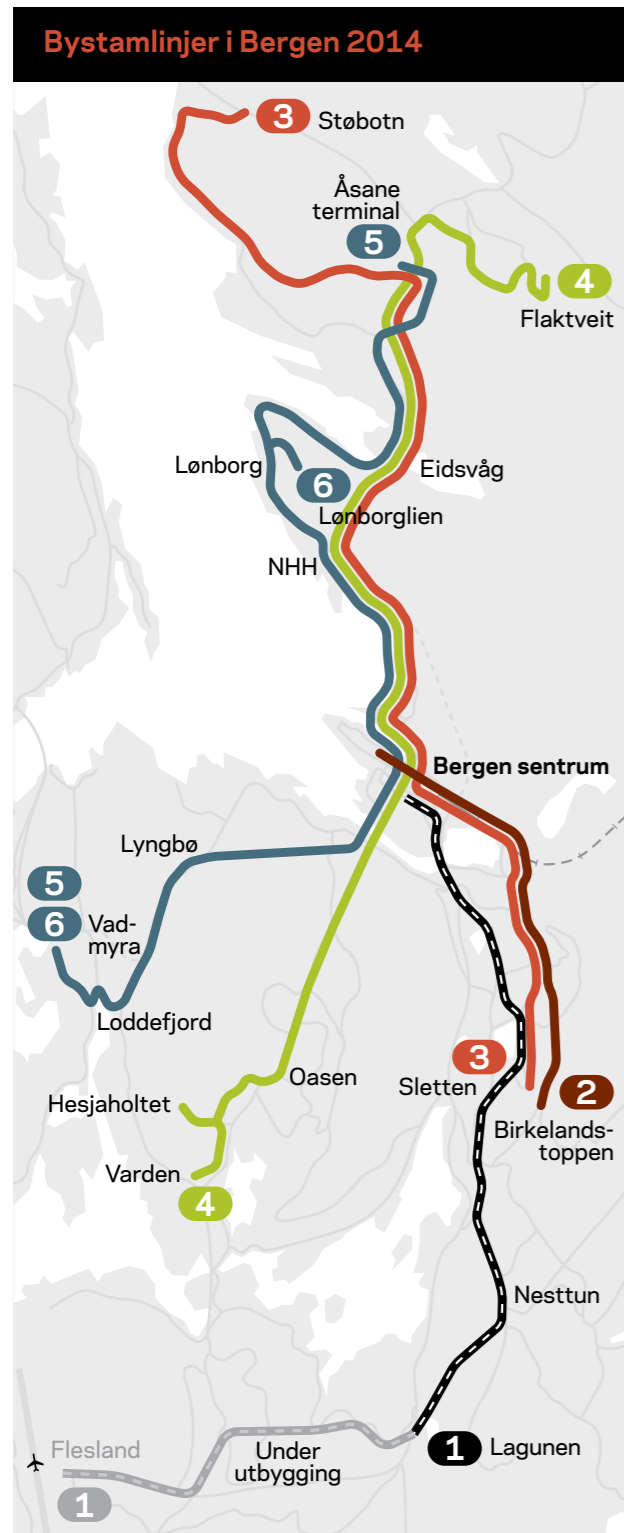 Bystamlinjer i Bergen 2014
3 Støbotn
Åsane
terminal
5
4
Flaktveit
Lønborg
Eidsvåg
6
Lønborglien
NHH
Bergen sentrum
Lyngbø
5
6 Vad-
myra
Loddefjord
3
Sletten
Oasen
2
Birkelands-
toppen
Hesjaholtet
Varden
4
Nesttun
1 Lagunen
Flesland
Under
utbygging
1